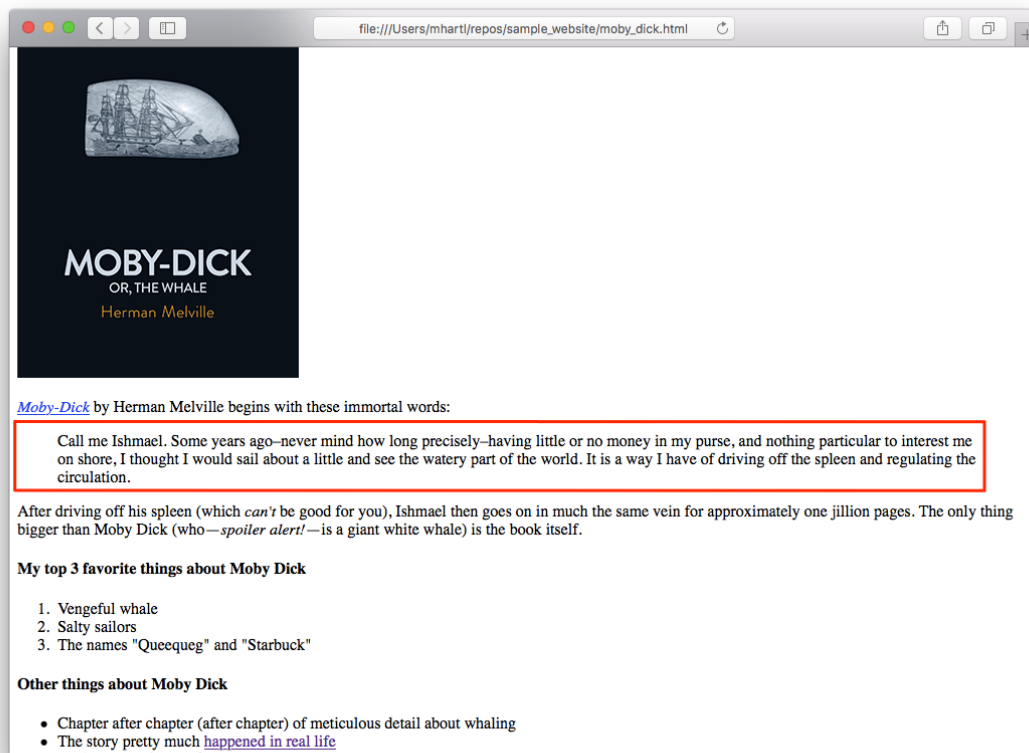 file:///Users/mhartl/repos/sample_website/moby_dick.html
MOBY-DICK
OR, THE WHALE
Herman Melville
Moby-Dick by Herman Melville begins with these immortal words:
Call me Ishmael. Some years ago–never mind how long precisely–having little or no money in my purse, and nothing particular to interest me
on shore, I thought I would sail about a little and see the watery part of the world. It is a way I have of driving off the spleen and regulating the
circulation.
After driving off his spleen (which can't be good for you), Ishmael then goes on in much the same vein for approximately one jillion pages. The only thing
bigger than Moby Dick (who—spoiler alert!—is a giant white whale) is the book itself.
My top 3 favorite things about Moby Dick
1. Vengeful whale
2. Salty sailors
3. The names "Queequeg" and "Starbuck"
Other things about Moby Dick
• Chapter after chapter (after chapter) of meticulous detail about whaling
• The story pretty much happened in real life